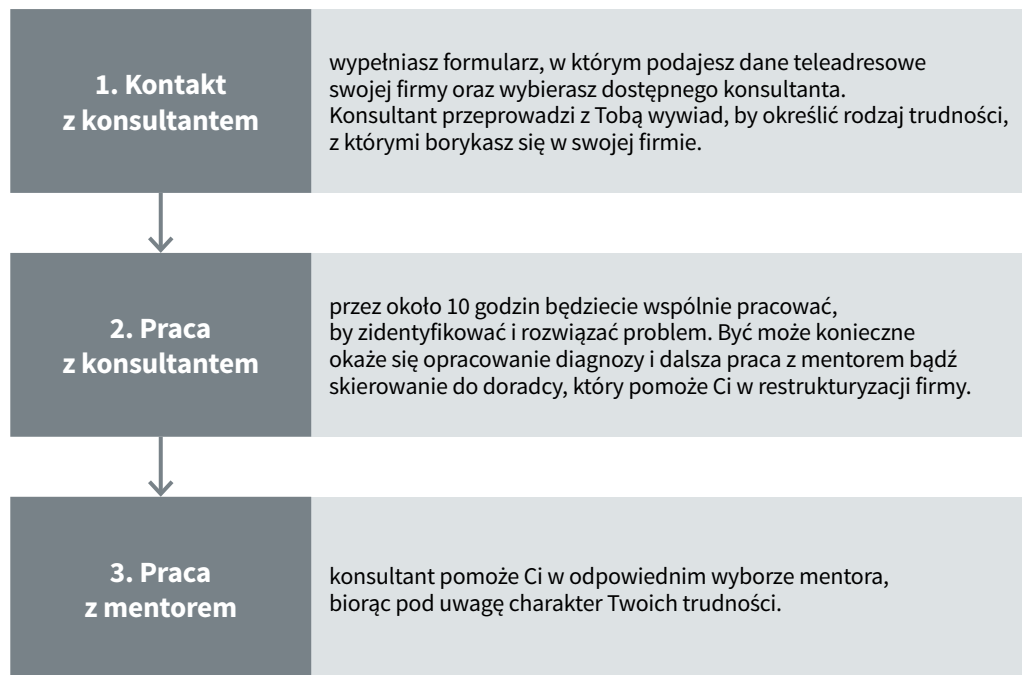 1. Kontakt
z konsultantem
wypełniasz formularz, w którym podajesz dane teleadresowe
swojej firmy oraz wybierasz dostępnego konsultanta.
Konsultant przeprowadzi z Tobą wywiad, by określić rodzaj trudności,
z którymi borykasz się w swojej firmie.
2. Praca
z konsultantem
przez około 10 godzin będziecie wspólnie pracować,
by zidentyfikować i rozwiązać problem. Być może konieczne
okaże się opracowanie diagnozy i dalsza praca z mentorem bądź
skierowanie do doradcy, który pomoże Ci w restrukturyzacji firmy.
3. Praca
z mentorem
konsultant pomoże Ci w odpowiednim wyborze mentora,
biorąc pod uwagę charakter Twoich trudności.